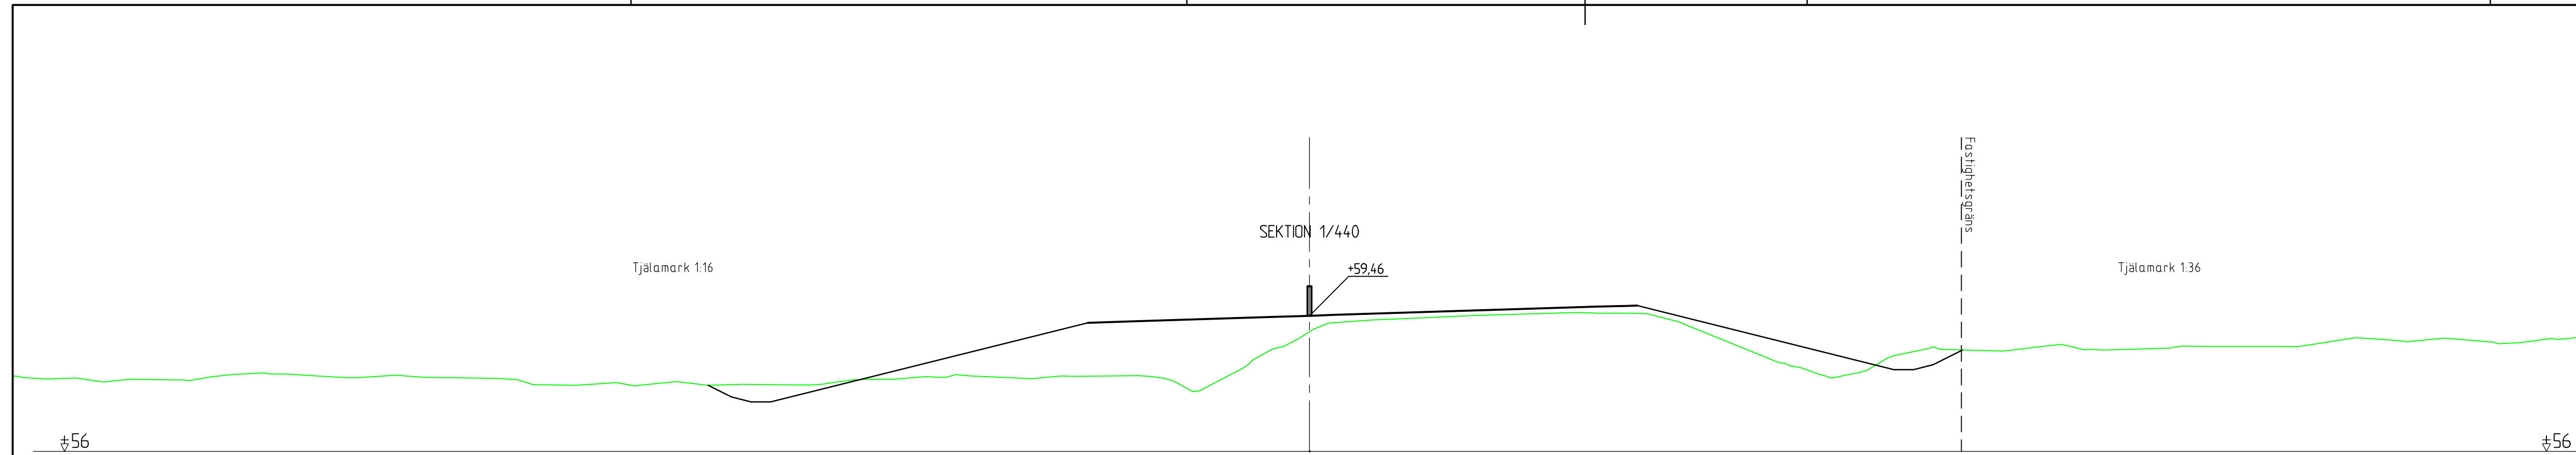 Fastighetsgräns
SEKTION 1/440
Tjälamark 1:16
+59,46
Tjälamark 1:36
+56
+56